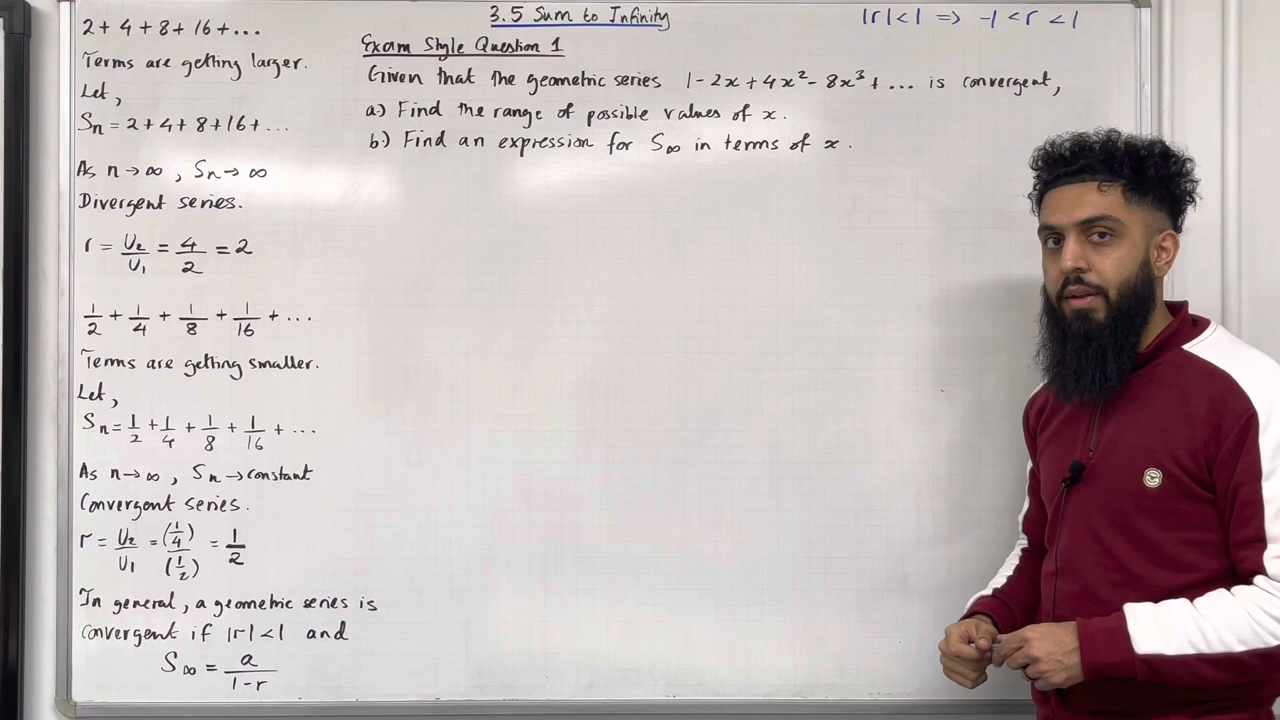 3.5 Sum to Infinity
|r|<1 => -1<r<1
2+4+8+16+...
Terms are getting larger.
Let,
Sn = 2+4+8+16+...
As n→∞, Sn→∞
Divergent series.
r = U2/U1 = 4/2 = 2
1/2 + 1/4 + 1/8 + 1/16 + ...
Terms are getting smaller.
Let,
Sn = 1/2 + 1/4 + 1/8 + 1/16 + ...
As n→∞, Sn→constant
Convergent series.
r = U2/U1 = (1/4)/(1/2) = 1/2
In general, a geometric series is
convergent if |r|<1 and
S∞ = a/(1-r)
Exam Style Question 1
Given that the geometric series 1-2x+4x²-8x³+... is convergent,
a.) Find the range of possible values of x.
b.) Find an expression for S∞ in terms of x.